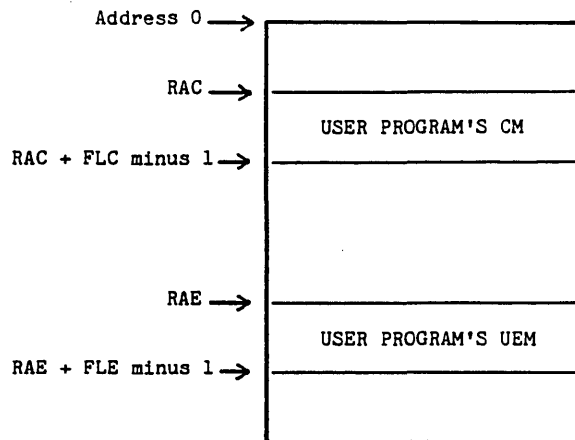 Address 0
RAC
USER PROGRAM'S CM
RAC + FLC minus 1
RAE
USER PROGRAM'S UEM
RAE + FLE minus 1